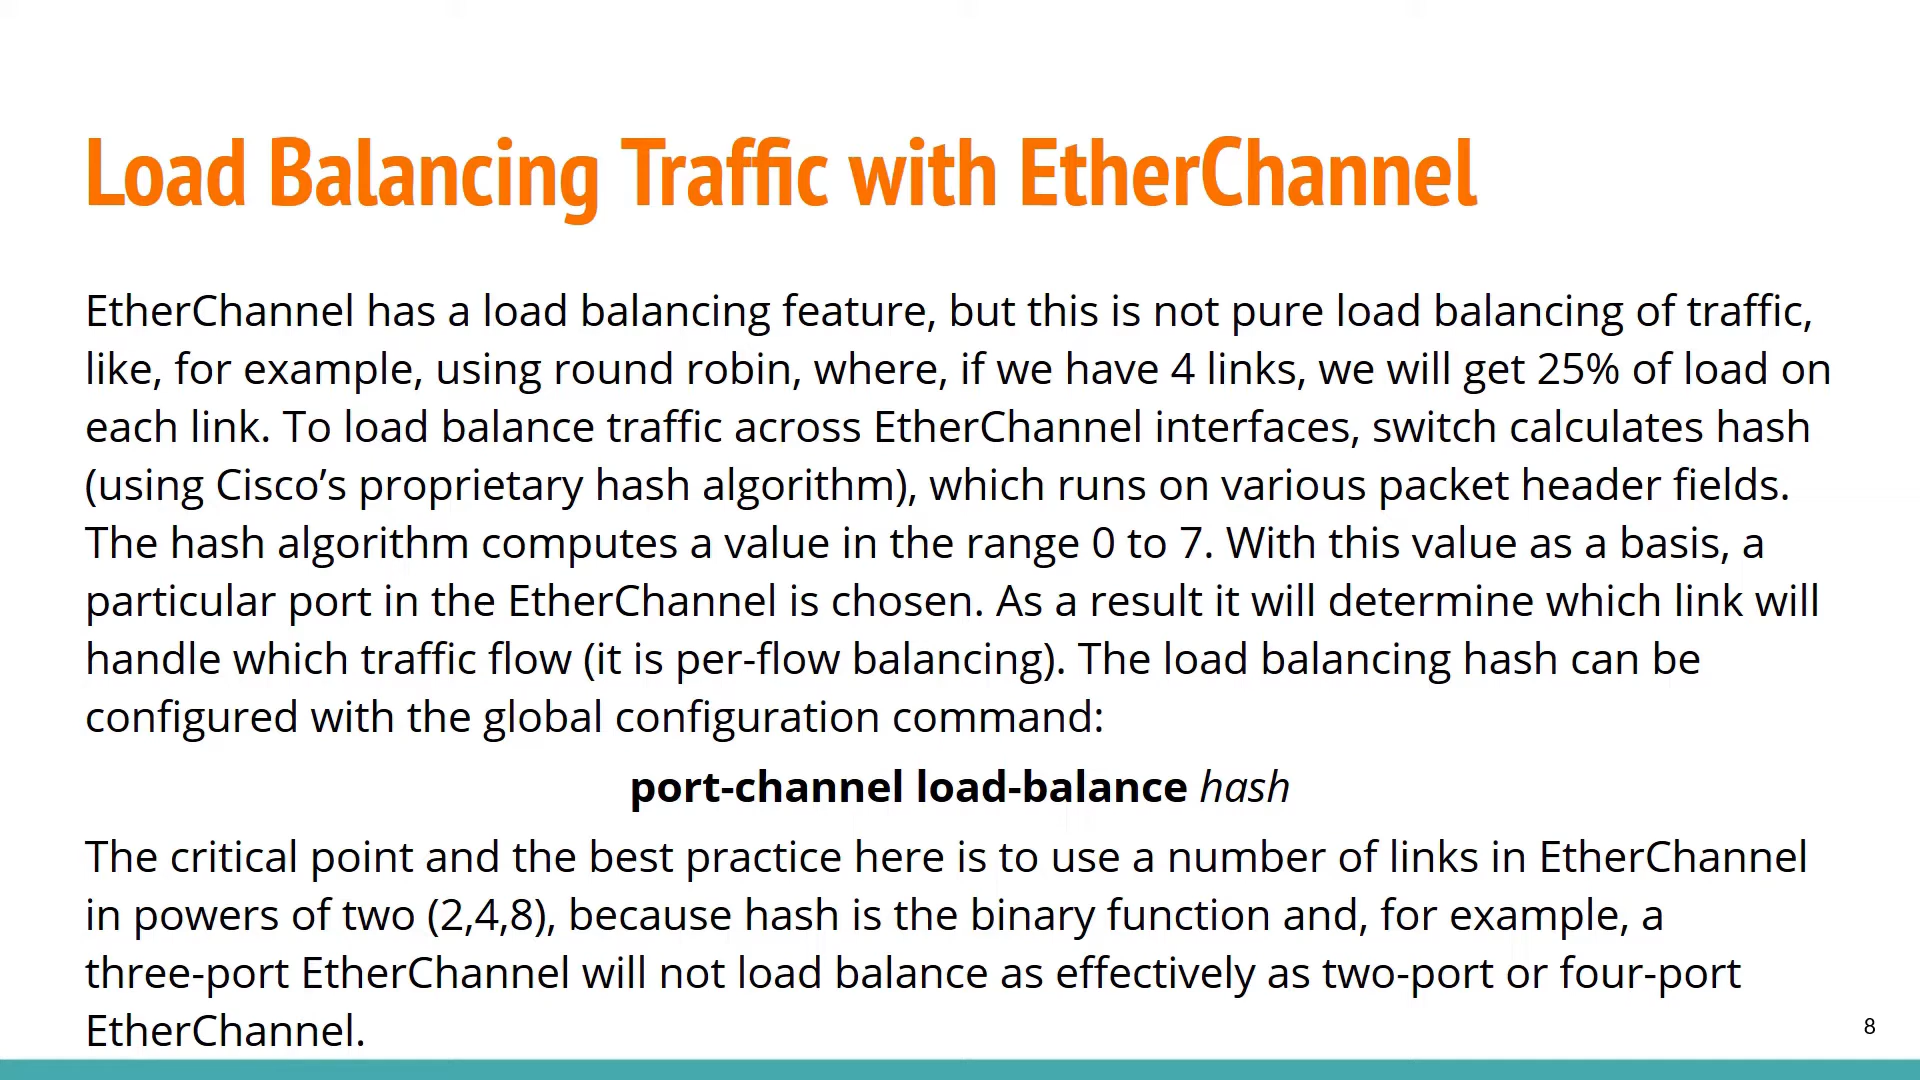 Load Balancing Traffic with EtherChannel
EtherChannel has a load balancing feature, but this is not pure load balancing of traffic,
like, for example, using round robin, where, if we have 4 links, we will get 25% of load on
each link. To load balance traffic across EtherChannel interfaces, switch calculates hash
(using Cisco’s proprietary hash algorithm), which runs on various packet header fields.
The hash algorithm computes a value in the range 0 to 7. With this value as a basis, a
particular port in the EtherChannel is chosen. As a result it will determine which link will
handle which traffic flow (it is per-flow balancing). The load balancing hash can be
configured with the global configuration command:
port-channel load-balance hash
The critical point and the best practice here is to use a number of links in EtherChannel
in powers of two (2,4,8), because hash is the binary function and, for example, a
three-port EtherChannel will not load balance as effectively as two-port or four-port
EtherChannel.
8